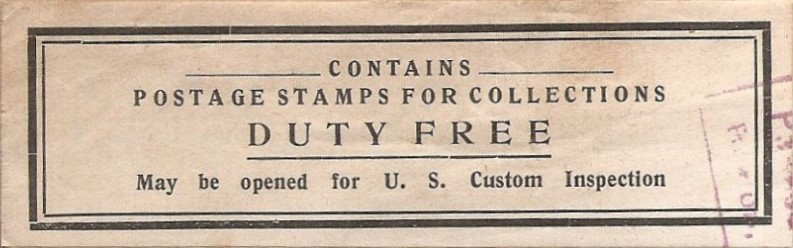 CONTAINS
POSTAGE STAMPS FOR COLLECTIONS
DUTY FREE
May be opened for U. S. Custom Inspection